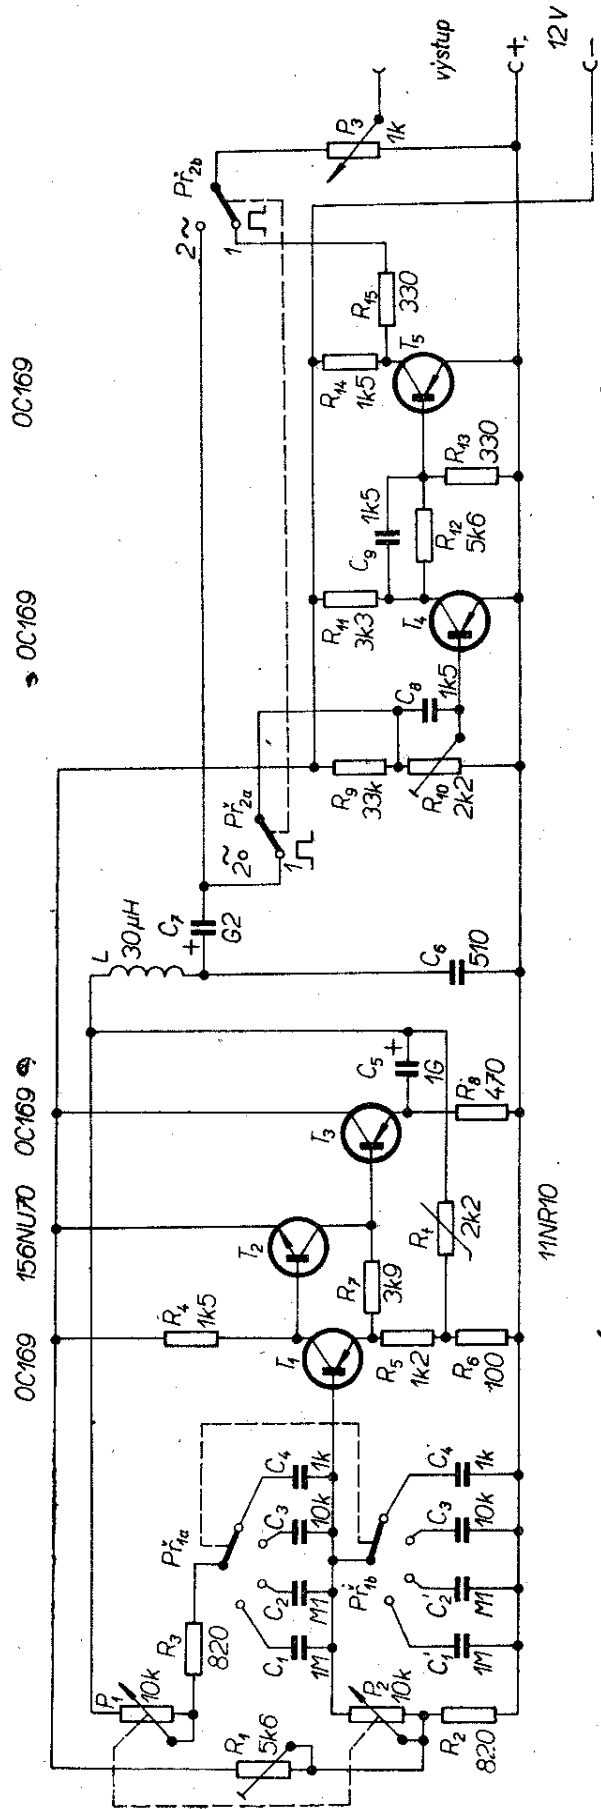 OC169
156NU70
OC169
OC169
OC169
P₁
10k
R₁
5k6
R₃
820
Př₁ₐ
C₁
1M
C₂
M1
C₃
10k
C₄
1k
P₂
10k
R₂
820
Př₁b
C₁'
1M
C₂'
M1
C₃'
10k
C₄'
1k
R₄
1k5
T₁
R₅
1k2
R₆
100
T₂
R₇
3k9
Rt
2k2
11NR10
T₃
C₅
+
1G
R₈
470
L
30μH
C₇
+
G2
C₆
510
Př₂ₐ
2~
1
R₉
33k
R₁₀
2k2
C₈
1k5
R₁₁
3k3
T₄
C₉
1k5
R₁₂
5k6
R₁₃
330
R₁₄
1k5
T₅
R₁₅
330
Př₂b
2~
1
P₃
1k
výstup
+
12V
−